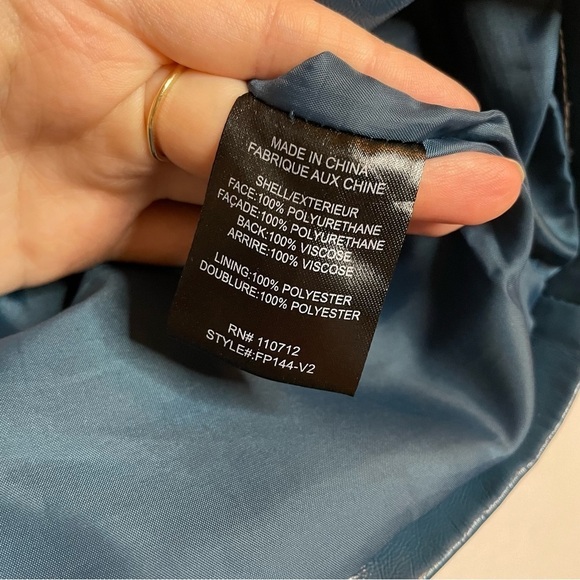 MADE IN CHINA
FABRIQUE AUX CHINE
SHELL/EXTERIEUR
FACE:100% POLYURETHANE
FAÇADE:100% POLYURETHANE
BACK:100% VISCOSE
ARRIRE:100% VISCOSE
LINING:100% POLYESTER
DOUBLURE:100% POLYESTER
RN# 110712
STYLE#:FP144-V2